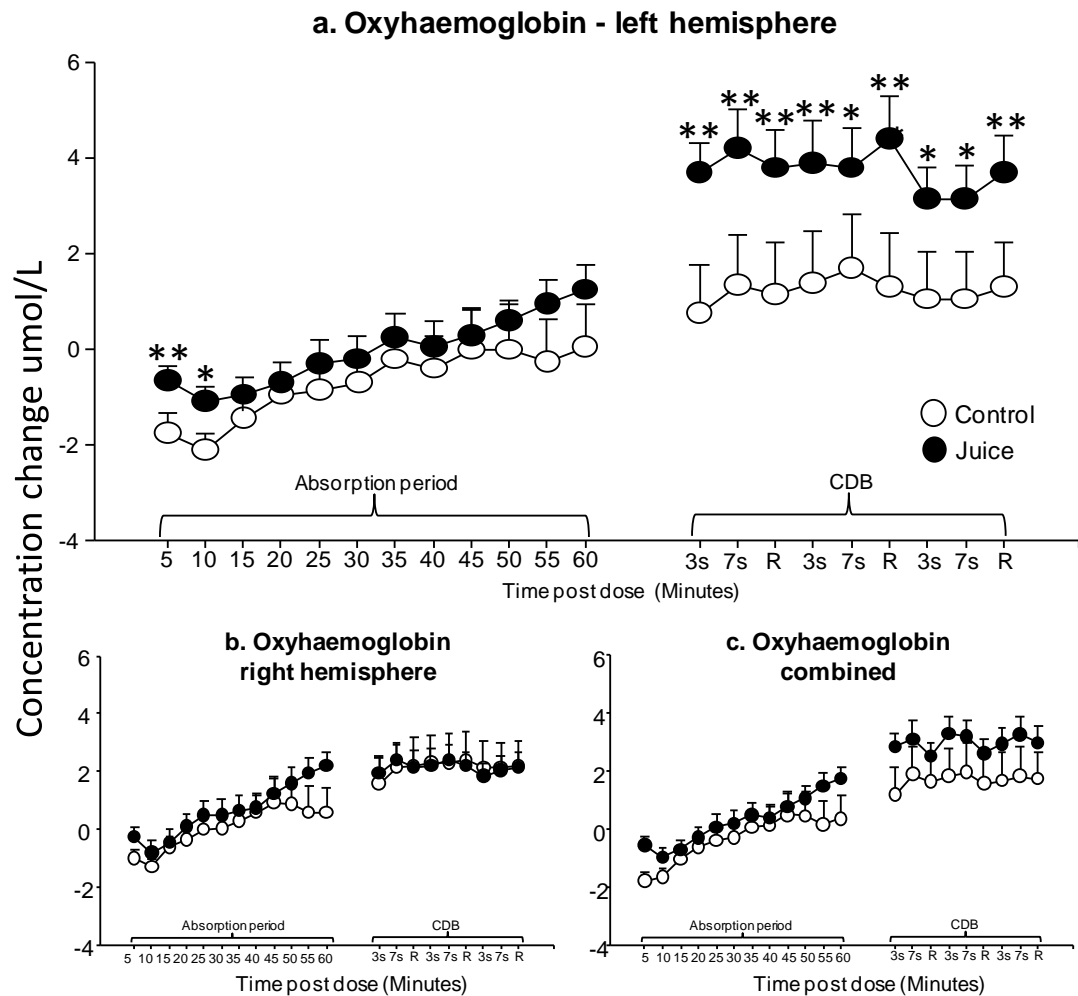 a. Oxyhaemoglobin - left hemisphere
Concentration change umol/L
6
4
2
0
-2
-4
** * ** ** ** ** * ** * * **
Control
Juice
Absorption period
CDB
5 10 15 20 25 30 35 40 45 50 55 60 3s 7s R 3s 7s R 3s 7s R
Time post dose (Minutes)
b. Oxyhaemoglobin
right hemisphere
6
4
2
0
-2
-4
Absorption period
CDB
5 10 15 20 25 30 35 40 45 50 55 60 3s 7s R 3s 7s R 3s 7s R
Time post dose (Minutes)
c. Oxyhaemoglobin
combined
6
4
2
0
-2
-4
Absorption period
CDB
5 10 15 20 25 30 35 40 45 50 55 60 3s 7s R 3s 7s R 3s 7s R
Time post dose (Minutes)